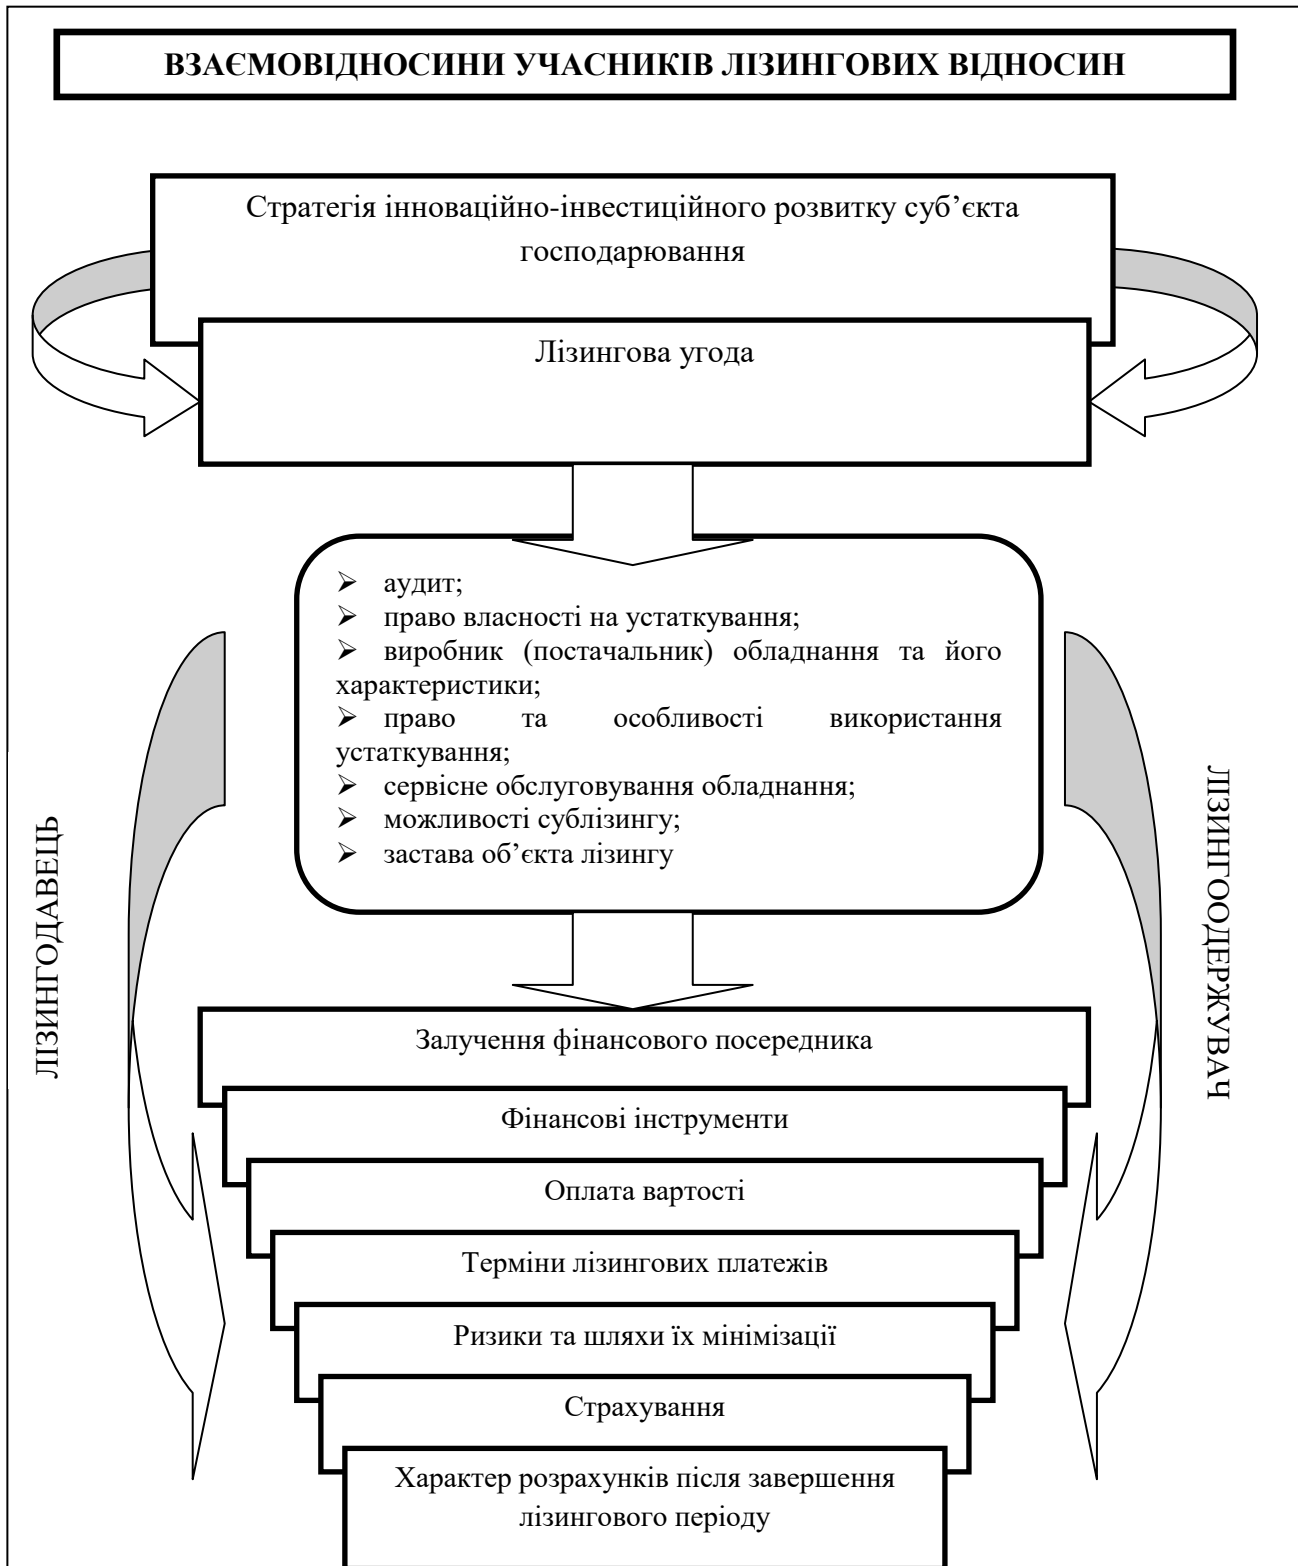 ВЗАЄМОВІДНОСИНИ УЧАСНИКІВ ЛІЗИНГОВИХ ВІДНОСИН
Стратегія інноваційно-інвестиційного розвитку суб’єкта
господарювання
Лізингова угода
➢ аудит;
➢ право власності на устаткування;
➢ виробник (постачальник) обладнання та його
характеристики;
➢ право та особливості використання
устаткування;
➢ сервісне обслуговування обладнання;
➢ можливості сублізингу;
➢ застава об’єкта лізингу
ЛІЗИНГОДАВЕЦЬ
ЛІЗИНГООДЕРЖУВАЧ
Залучення фінансового посередника
Фінансові інструменти
Оплата вартості
Терміни лізингових платежів
Ризики та шляхи їх мінімізації
Страхування
Характер розрахунків після завершення
лізингового періоду